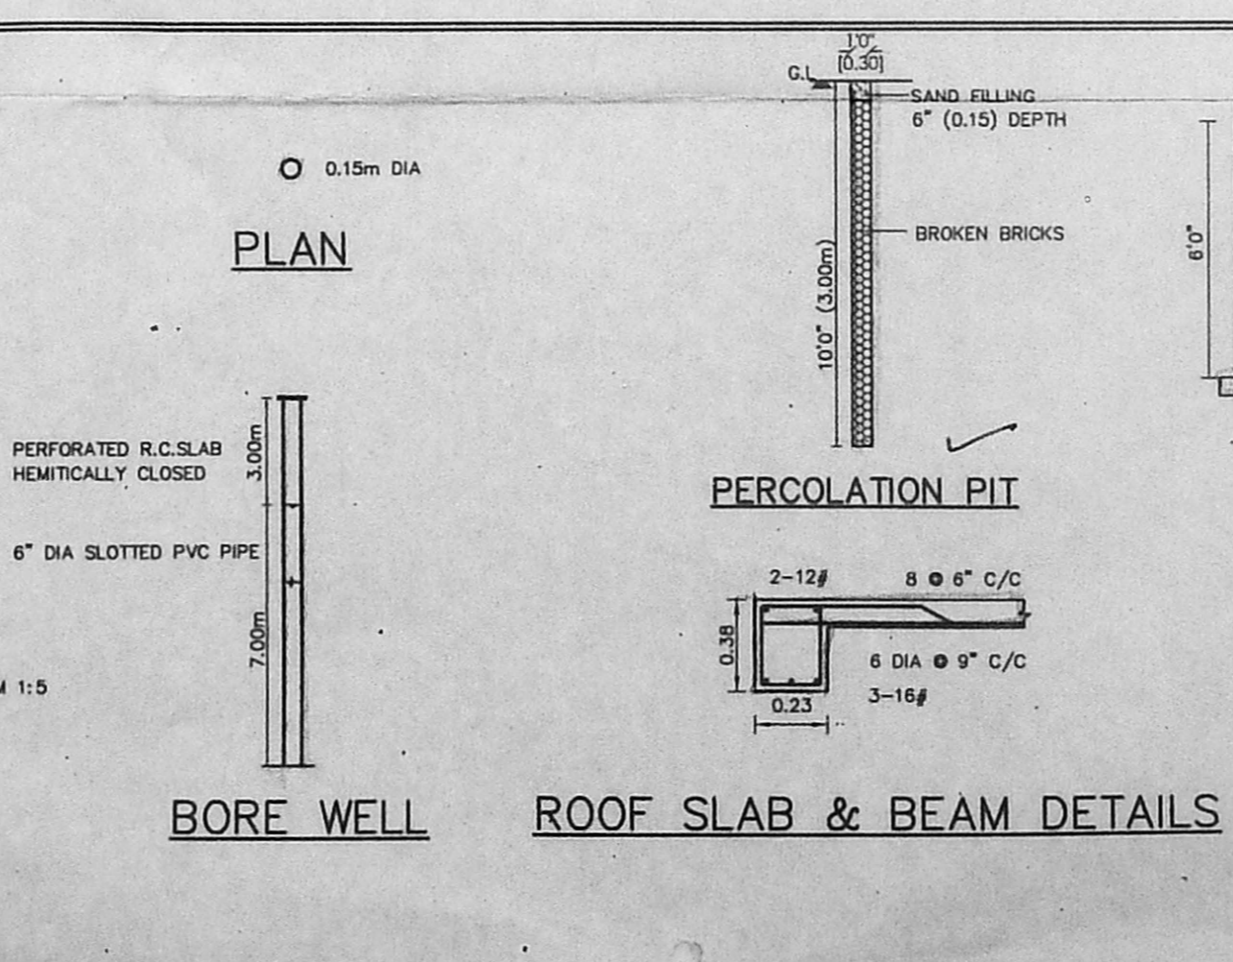 0.15m DIA
PLAN
PERFORATED R.C.SLAB
HEMITICALLY CLOSED
3.00m
6" DIA SLOTTED PVC PIPE
7.00m
1:5
BORE WELL
1'0"
[0.30]
G.L
SAND FILLING
6" (0.15) DEPTH
BROKEN BRICKS
10'0" (3.00m)
PERCOLATION PIT
6'0"
2-12#
8 @ 6" C/C
0.38
6 DIA @ 9" C/C
0.23
3-16#
ROOF SLAB & BEAM DETAILS